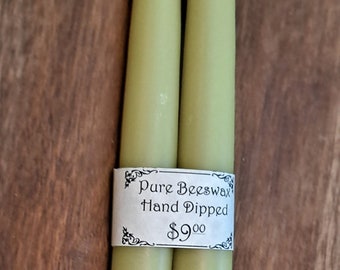 Pure Beeswax
Hand Dipped
$9.00